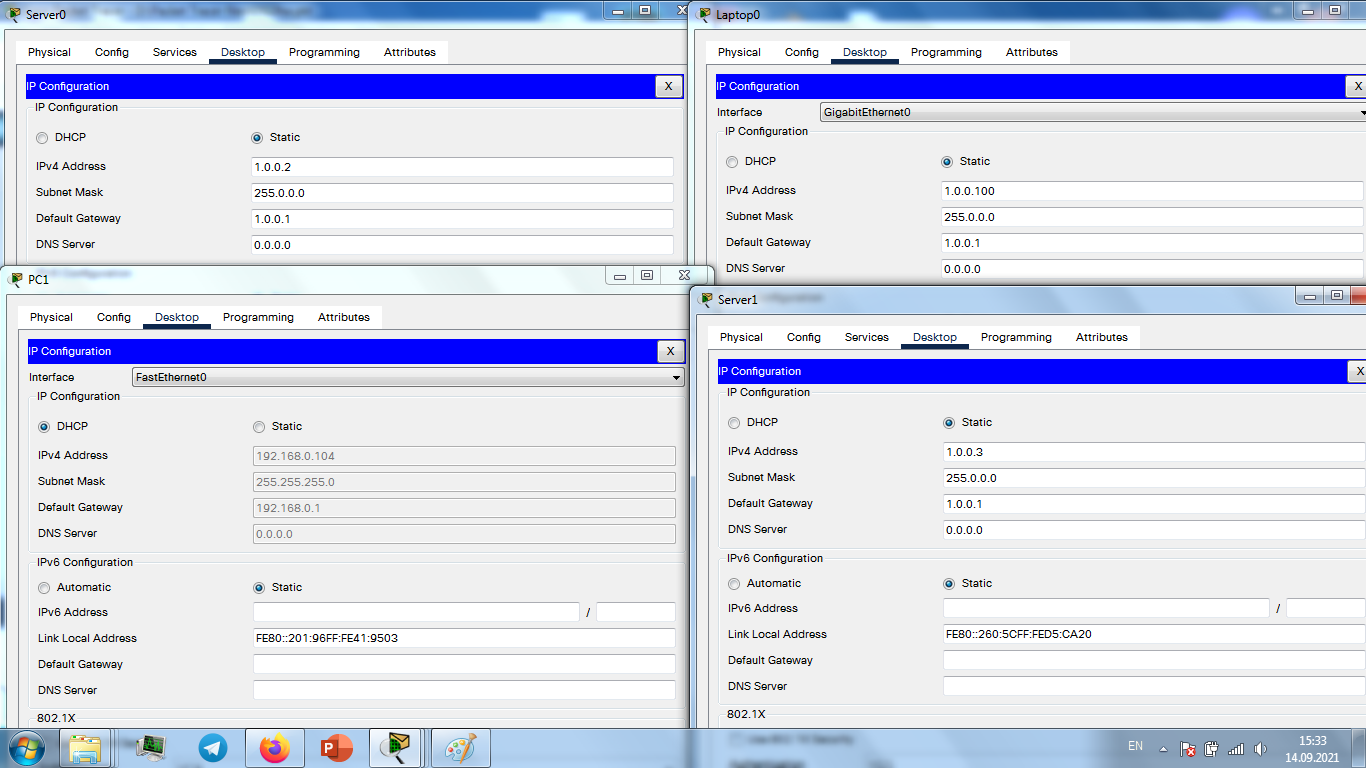 Server0
Physical Config Services Desktop Programming Attributes
IP Configuration X
IP Configuration
DHCP Static
IPv4 Address 1.0.0.2
Subnet Mask 255.0.0.0
Default Gateway 1.0.0.1
DNS Server 0.0.0.0
Laptop0
Physical Config Desktop Programming Attributes
IP Configuration X
Interface GigabitEthernet0
IP Configuration
DHCP Static
IPv4 Address 1.0.0.100
Subnet Mask 255.0.0.0
Default Gateway 1.0.0.1
DNS Server 0.0.0.0
PC1
Physical Config Desktop Programming Attributes
IP Configuration X
Interface FastEthernet0
IP Configuration
DHCP Static
IPv4 Address 192.168.0.104
Subnet Mask 255.255.255.0
Default Gateway 192.168.0.1
DNS Server 0.0.0.0
IPv6 Configuration
Automatic Static
IPv6 Address /
Link Local Address FE80::201:96FF:FE41:9503
Default Gateway
DNS Server
802.1X
Server1
Physical Config Services Desktop Programming Attributes
IP Configuration X
IP Configuration
DHCP Static
IPv4 Address 1.0.0.3
Subnet Mask 255.0.0.0
Default Gateway 1.0.0.1
DNS Server 0.0.0.0
IPv6 Configuration
Automatic Static
IPv6 Address /
Link Local Address FE80::260:5CFF:FED5:CA20
Default Gateway
DNS Server
802.1X
EN 15:33
14.09.2021